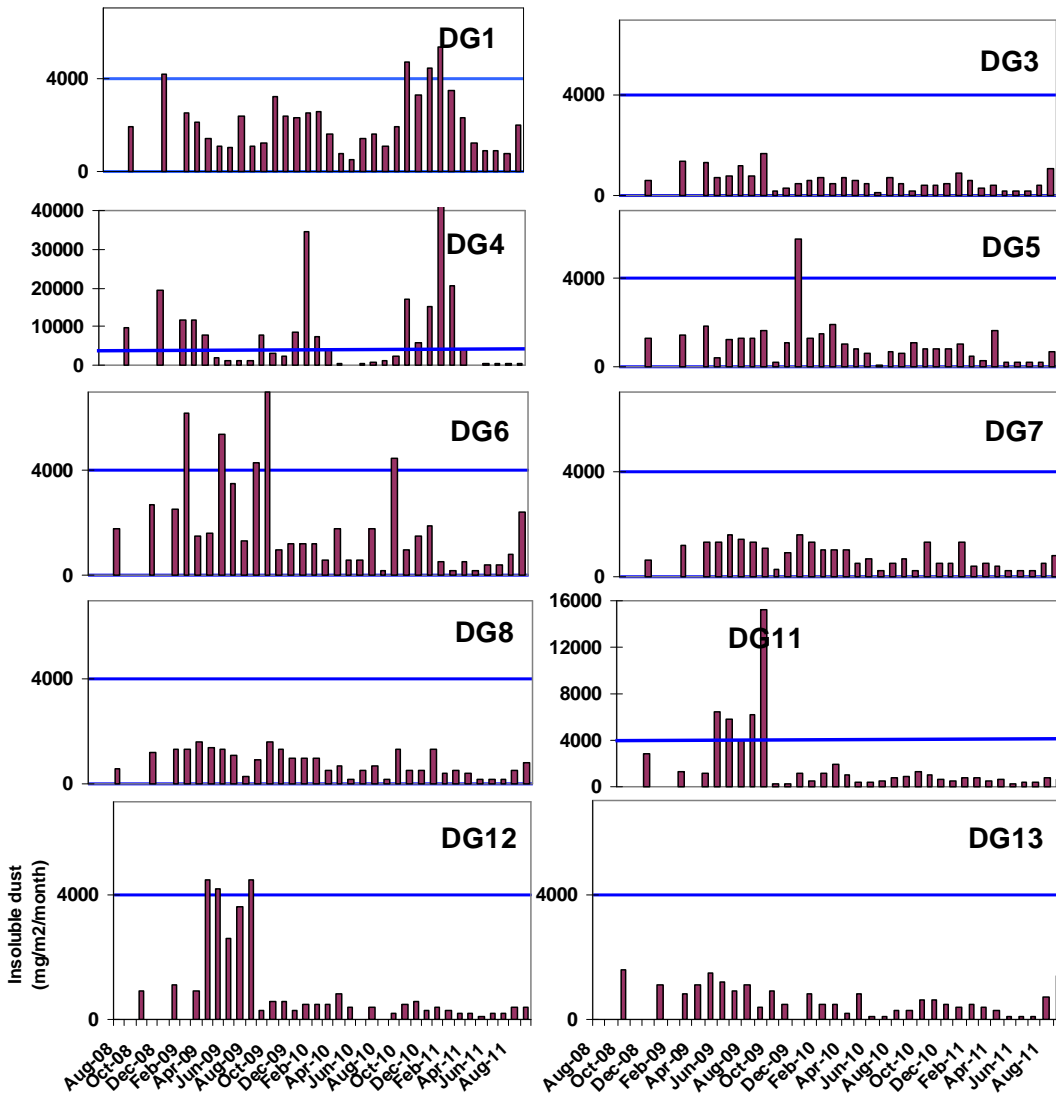 DG1
4000
0
DG3
4000
0
DG4
40000
30000
20000
10000
0
DG5
4000
0
DG6
4000
0
DG7
4000
0
DG8
4000
0
DG11
16000
12000
8000
4000
0
DG12
4000
0
Insoluble dust
(mg/m2/month)
Aug-08
Oct-08
Dec-08
Feb-09
Apr-09
Jun-09
Aug-09
Oct-09
Dec-09
Feb-10
Apr-10
Jun-10
Aug-10
Oct-10
Dec-10
Feb-11
Apr-11
Jun-11
Aug-11
DG13
4000
0
Aug-08
Oct-08
Dec-08
Feb-09
Apr-09
Jun-09
Aug-09
Oct-09
Dec-09
Feb-10
Apr-10
Jun-10
Aug-10
Oct-10
Dec-10
Feb-11
Apr-11
Jun-11
Aug-11